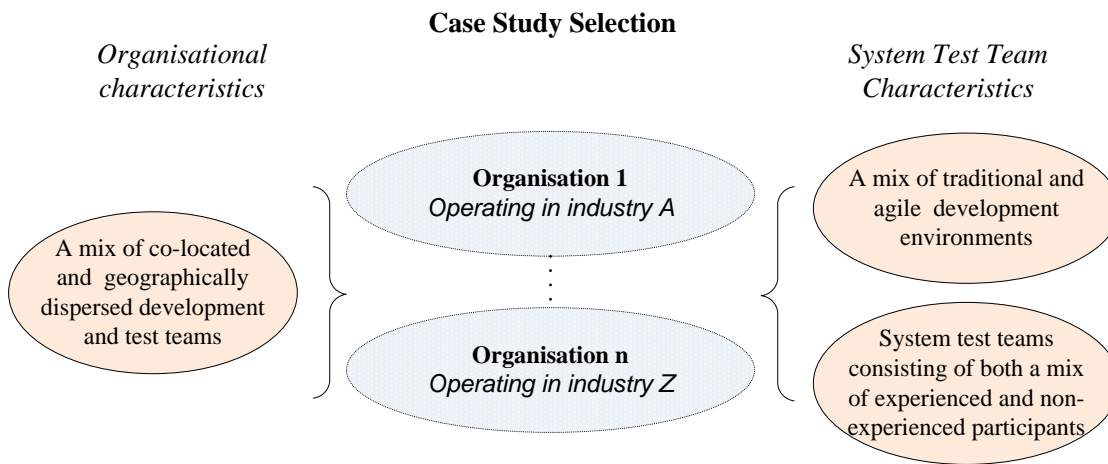 Case Study Selection
Organisational
characteristics
System Test Team
Characteristics
A mix of co-located
and geographically
dispersed development
and test teams
Organisation 1
Operating in industry A
Organisation n
Operating in industry Z
A mix of traditional and
agile development
environments
System test teams
consisting of both a mix
of experienced and non-
experienced participants